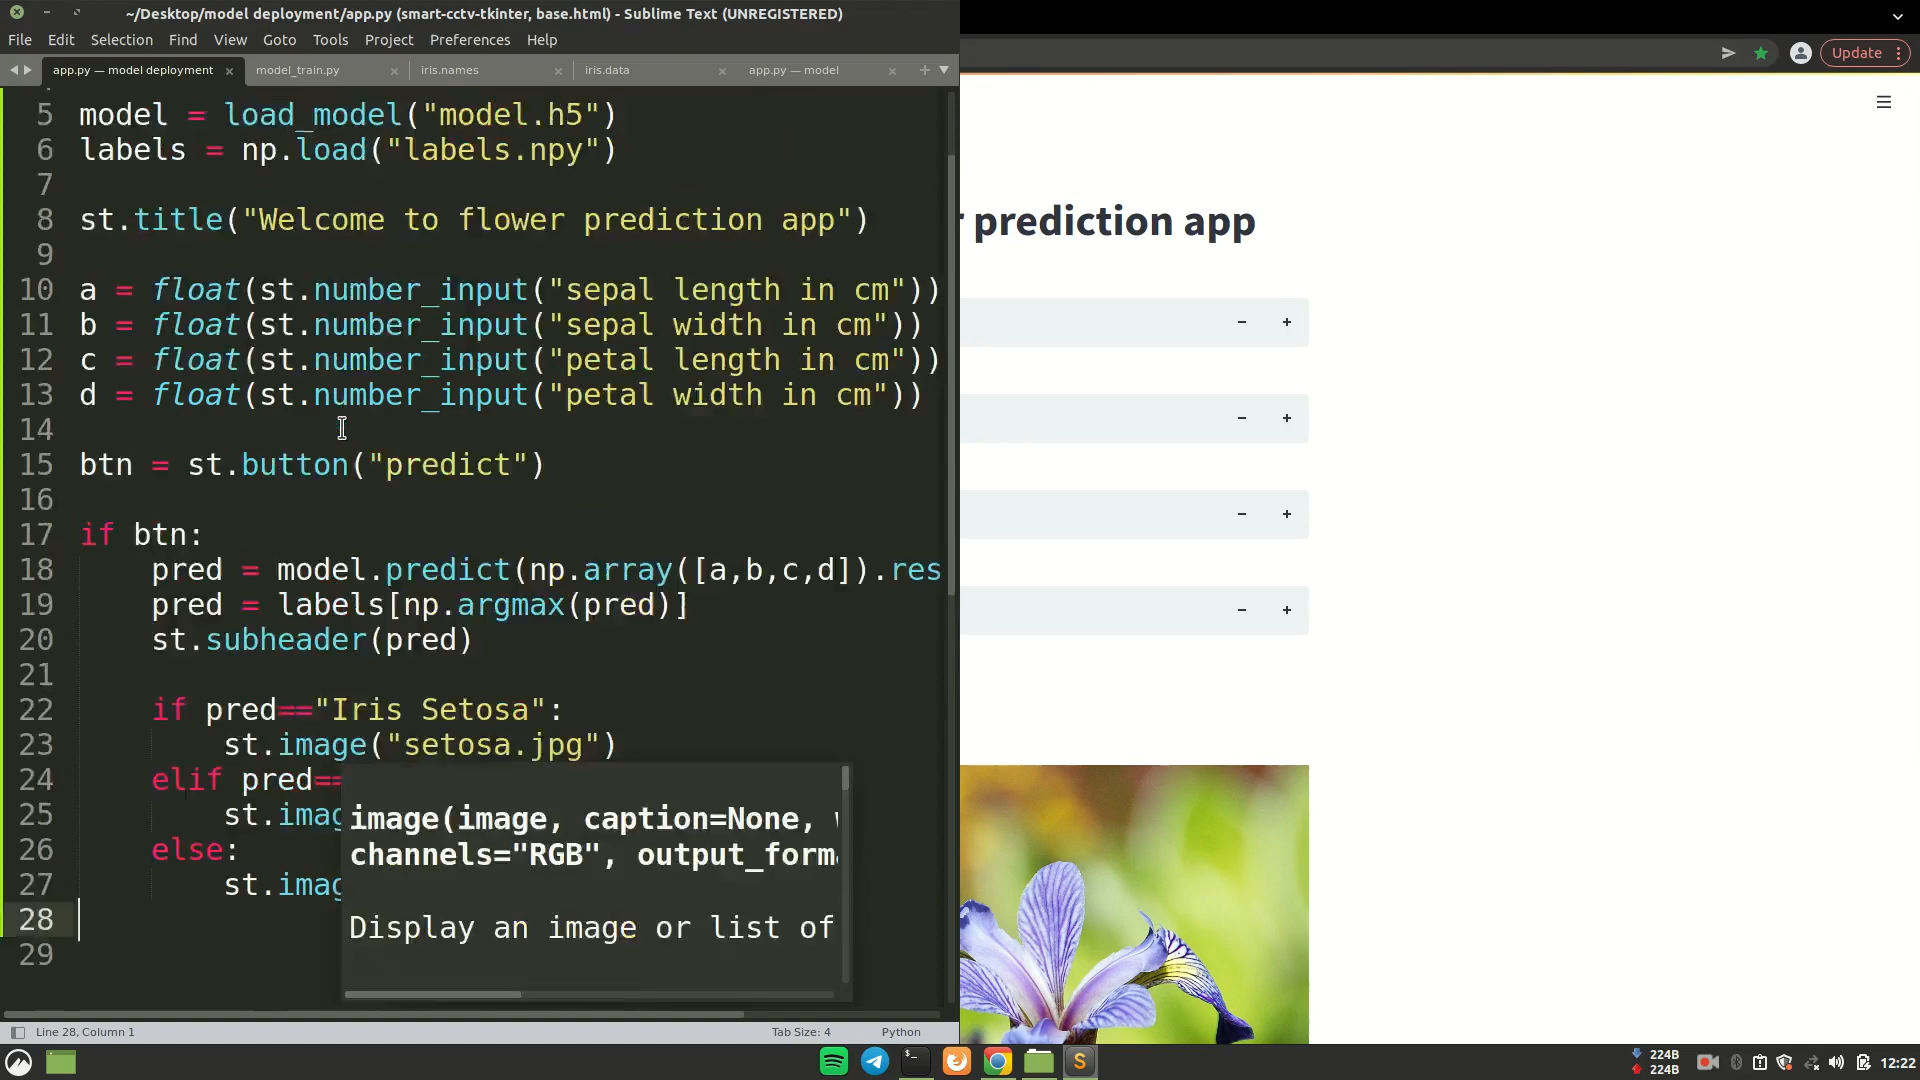 ~/Desktop/model deployment/app.py (smart-cctv-tkinter, base.html) - Sublime Text (UNREGISTERED)
File Edit Selection Find View Goto Tools Project Preferences Help
Update
app.py — model deployment
model_train.py
iris.names
iris.data
app.py — model
5 model = load_model("model.h5")
6 labels = np.load("labels.npy")
7
8 st.title("Welcome to flower prediction app")
9
10 a = float(st.number_input("sepal length in cm"))
11 b = float(st.number_input("sepal width in cm"))
12 c = float(st.number_input("petal length in cm"))
13 d = float(st.number_input("petal width in cm"))
14
15 btn = st.button("predict")
16
17 if btn:
18 pred = model.predict(np.array([a,b,c,d]).res
19 pred = labels[np.argmax(pred)]
20 st.subheader(pred)
21
22 if pred=="Iris Setosa":
23 st.image("setosa.jpg")
24 elif pred==
25 st.imag
26 else:
27 st.imag
28
29
image(image, caption=None,
channels="RGB", output_form
Display an image or list of
prediction app
- +
- +
- +
- +
Line 28, Column 1
Tab Size: 4
Python
224B
224B
12:22